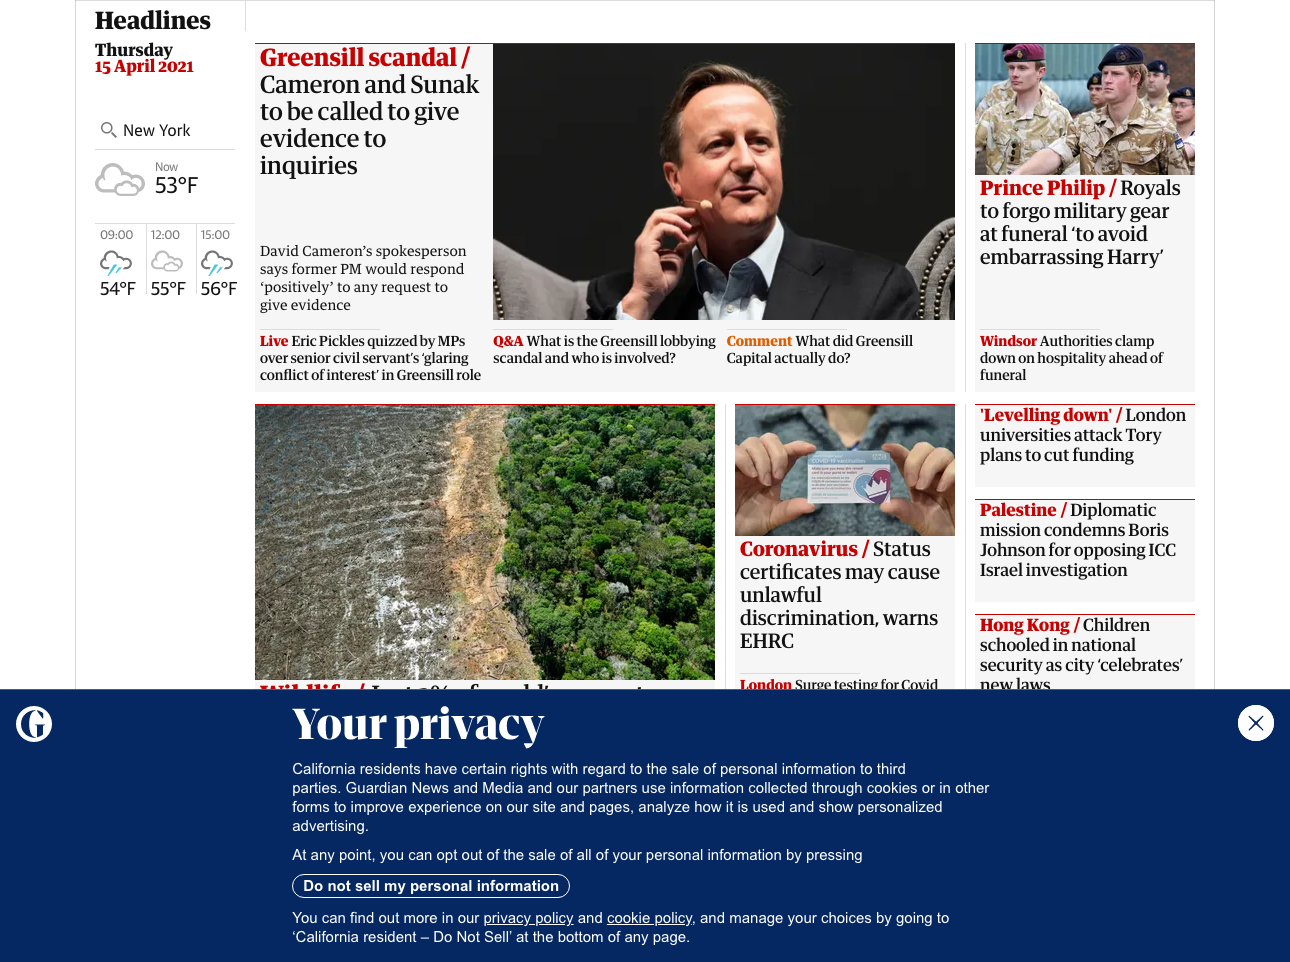 Headlines
Thursday
15 April 2021
New York
Now
53°F
09:00
12:00
15:00
54°F
55°F
56°F
Greensill scandal /
Cameron and Sunak
to be called to give
evidence to
inquiries
David Cameron’s spokesperson
says former PM would respond
‘positively’ to any request to
give evidence
Live Eric Pickles quizzed by MPs
over senior civil servant’s ‘glaring
conflict of interest’ in Greensill role
Q&A What is the Greensill lobbying
scandal and who is involved?
Comment What did Greensill
Capital actually do?
Prince Philip / Royals
to forgo military gear
at funeral ‘to avoid
embarrassing Harry’
Windsor Authorities clamp
down on hospitality ahead of
funeral
Coronavirus / Status
certificates may cause
unlawful
discrimination, warns
EHRC
London Surge testing for Covid
'Levelling down' / London
universities attack Tory
plans to cut funding
Palestine / Diplomatic
mission condemns Boris
Johnson for opposing ICC
Israel investigation
Hong Kong / Children
schooled in national
security as city ‘celebrates’
new laws
Your privacy
California residents have certain rights with regard to the sale of personal information to third
parties. Guardian News and Media and our partners use information collected through cookies or in other
forms to improve experience on our site and pages, analyze how it is used and show personalized
advertising.
At any point, you can opt out of the sale of all of your personal information by pressing
Do not sell my personal information
You can find out more in our privacy policy and cookie policy, and manage your choices by going to
‘California resident – Do Not Sell’ at the bottom of any page.